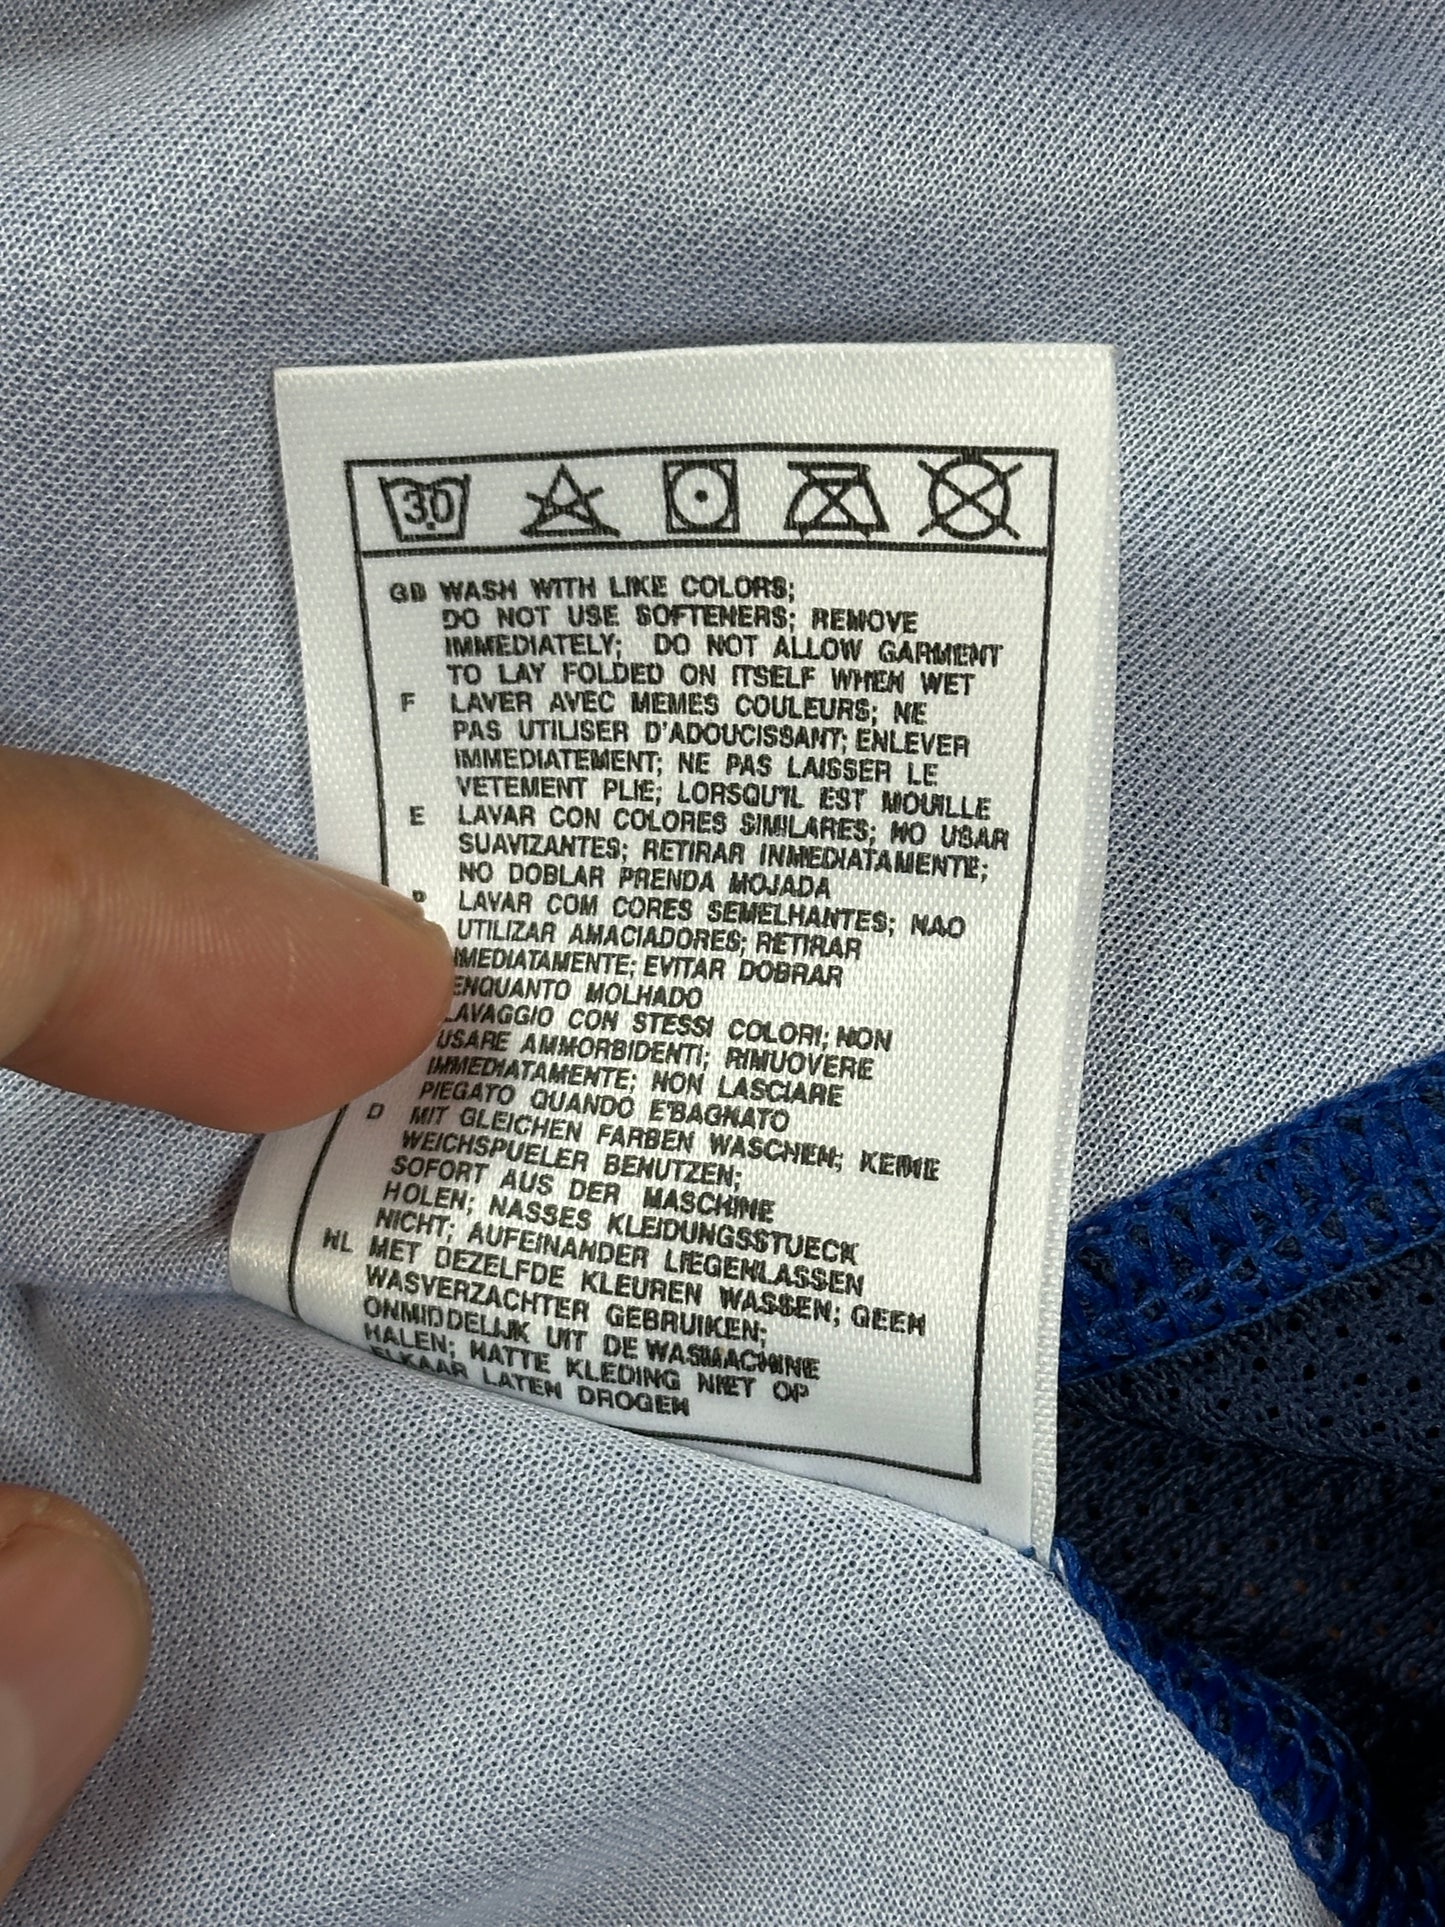 30
GB WASH WITH LIKE COLORS;
DO NOT USE SOFTENERS; REMOVE
IMMEDIATELY; DO NOT ALLOW GARMENT
TO LAY FOLDED ON ITSELF WHEN WET
F LAVER AVEC MEMES COULEURS; NE
PAS UTILISER D'ADOUCISSANT; ENLEVER
IMMEDIATEMENT; NE PAS LAISSER LE
VETEMENT PLIE; LORSQU'IL EST MOUILLE
E LAVAR CON COLORES SIMILARES; NO USAR
SUAVIZANTES; RETIRAR INMEDIATAMENTE;
NO DOBLAR PRENDA MOJADA
LAVAR COM CORES SEMELHANTES; NAO
UTILIZAR AMACIADORES; RETIRAR
IMEDIATAMENTE; EVITAR DOBRAR
ENQUANTO MOLHADO
LAVAGGIO CON STESSI COLORI; NON
USARE AMMORBIDENTI; RIMUOVERE
IMMEDIATAMENTE; NON LASCIARE
PIEGATO QUANDO E'BAGNATO
D MIT GLEICHEN FARBEN WASCHEN; KEINE
WEICHSPUELER BENUTZEN;
SOFORT AUS DER MASCHINE
HOLEN; NASSES KLEIDUNGSSTUECK
NICHT; AUFEINANDER LIEGENLASSEN
NL MET DEZELFDE KLEUREN WASSEN; GEEN
WASVERZACHTER GEBRUIKEN;
ONMIDDELIJK UIT DE WASMACHINE
HALEN; NATTE KLEDING NIET OP
ELKAAR LATEN DROGEN